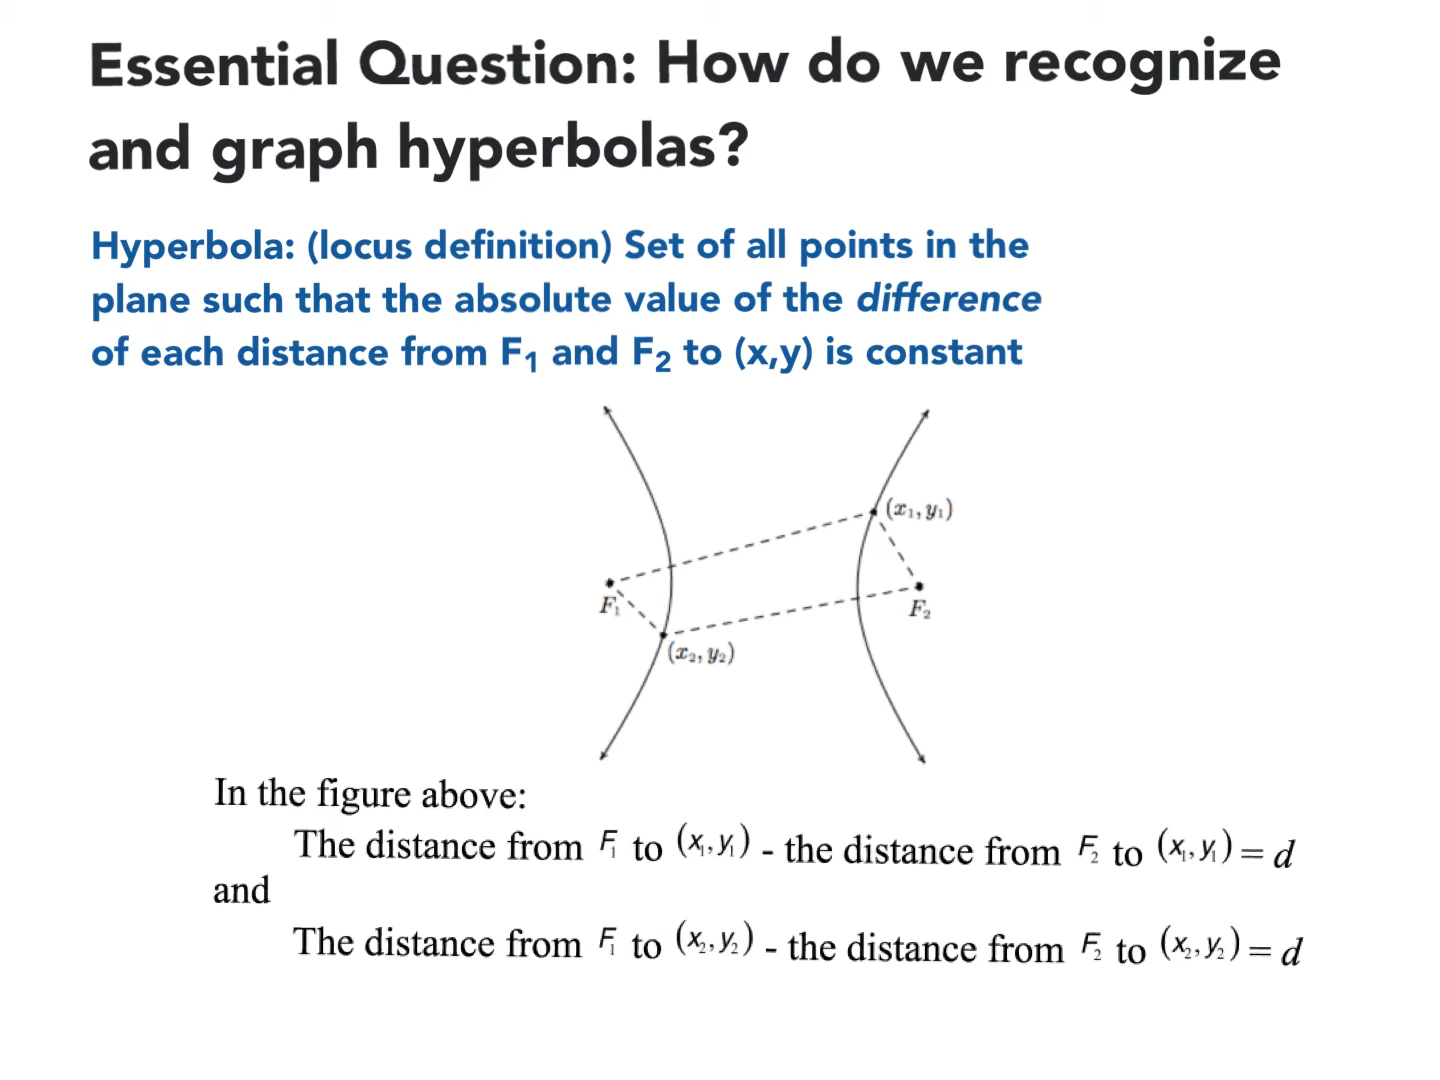 Essential Question: How do we recognize
and graph hyperbolas?
Hyperbola: (locus definition) Set of all points in the
plane such that the absolute value of the difference
of each distance from F₁ and F₂ to (x,y) is constant
(x₁, y₁)
F₁
F₂
(x₂, y₂)
In the figure above:
The distance from F₁ to (x₁, y₁) - the distance from F₂ to (x₁, y₁) = d
and
The distance from F₁ to (x₂, y₂) - the distance from F₂ to (x₂, y₂) = d